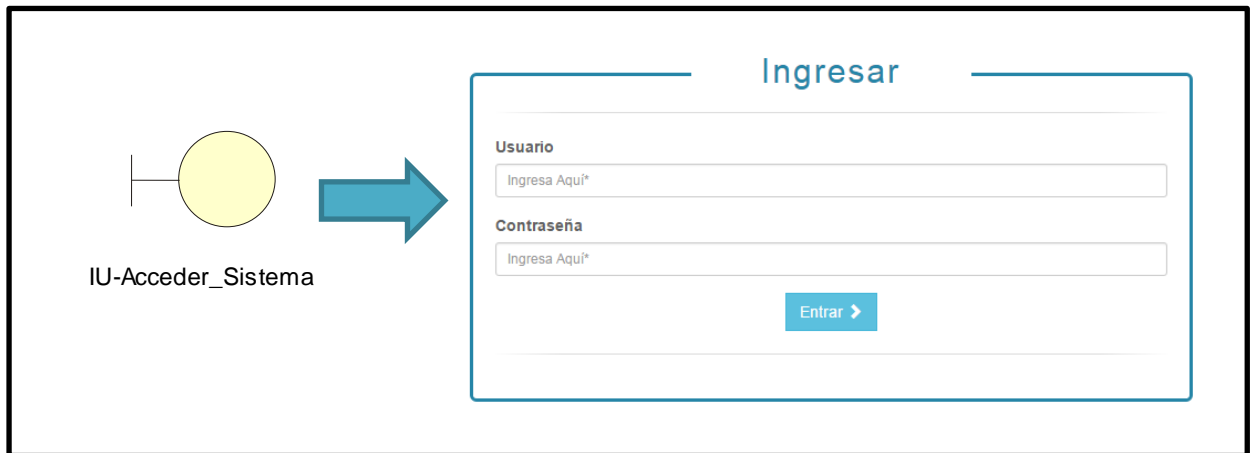 Ingresar
Usuario
Ingresa Aquí*
Contraseña
Ingresa Aquí*
Entrar
IU-Acceder_Sistema